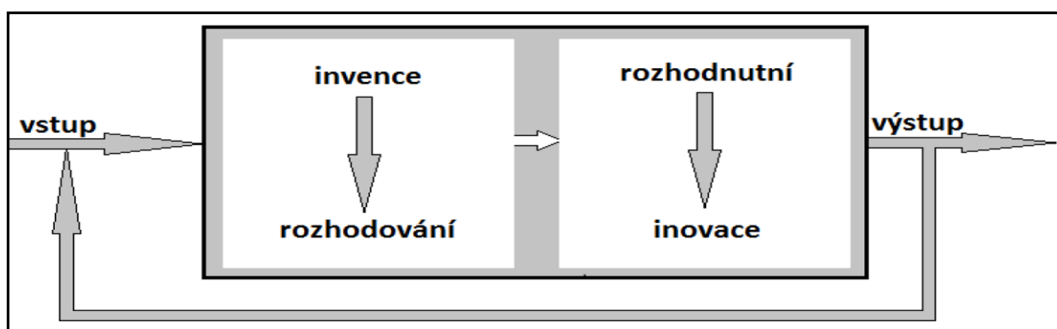 invence
rozhodnutní
vstup
výstup
rozhodování
inovace